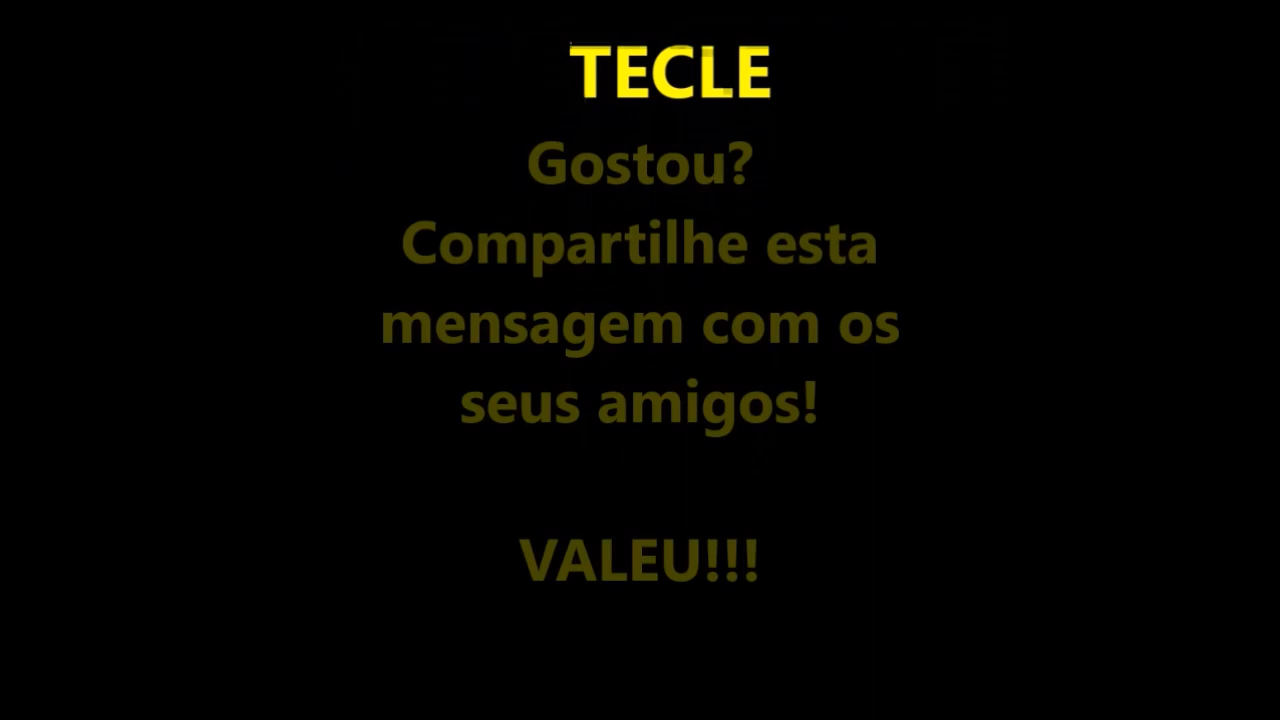 TECLE
Gostou?
Compartilhe esta
mensagem com os
seus amigos!
VALEU!!!